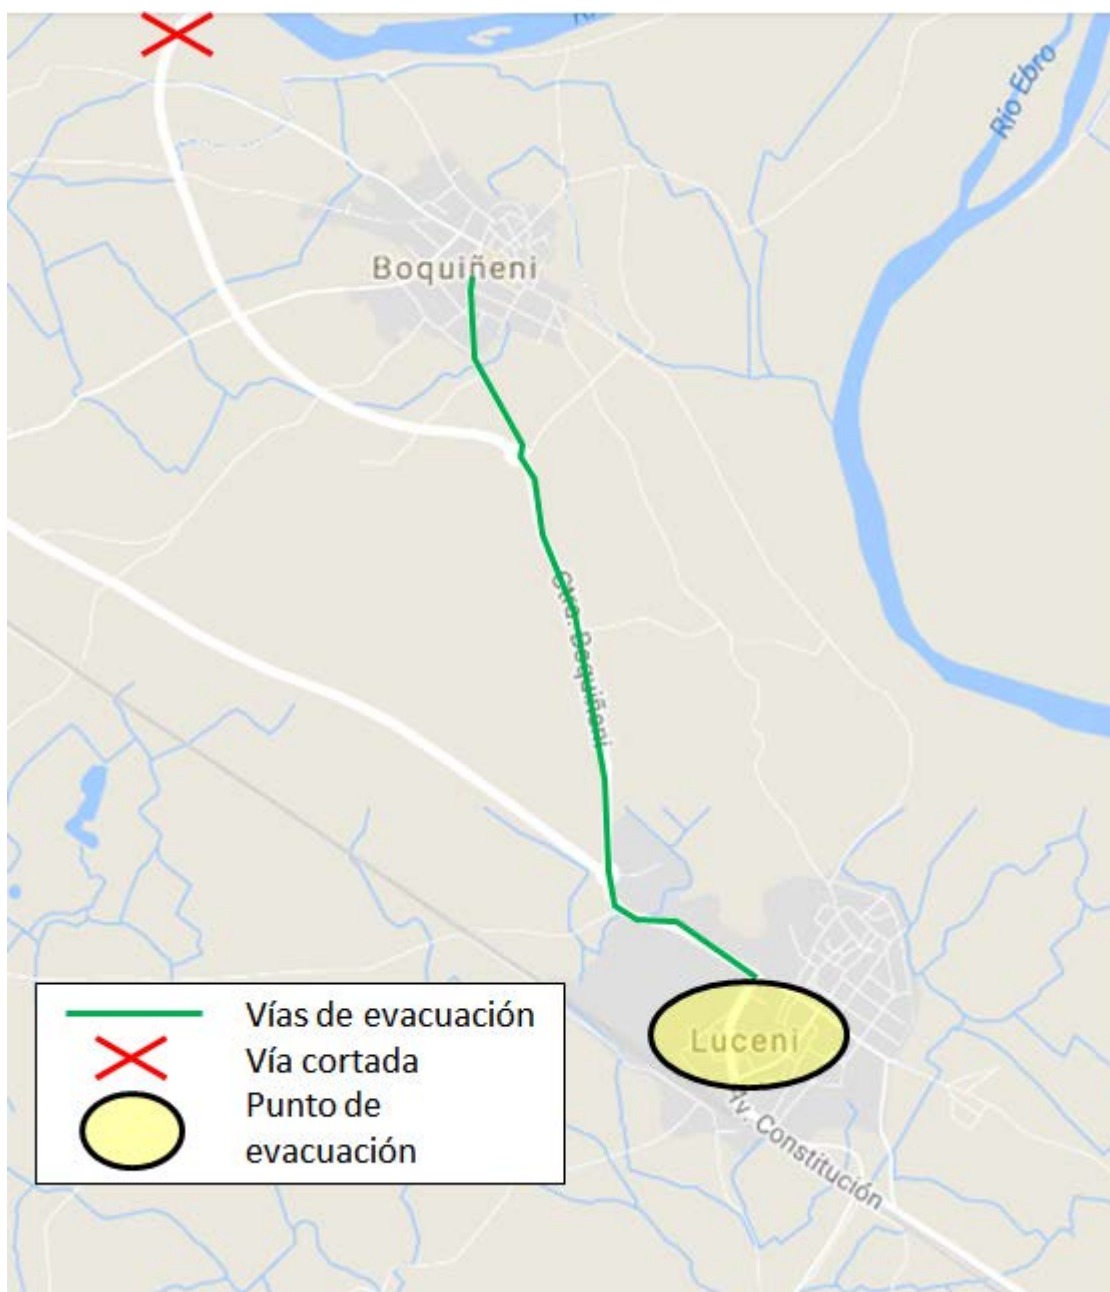 Río Ebro
Boquiñeni
Ctra. Boquiñeni
Luceni
Av. Constitución
Vías de evacuación
Vía cortada
Punto de
evacuación